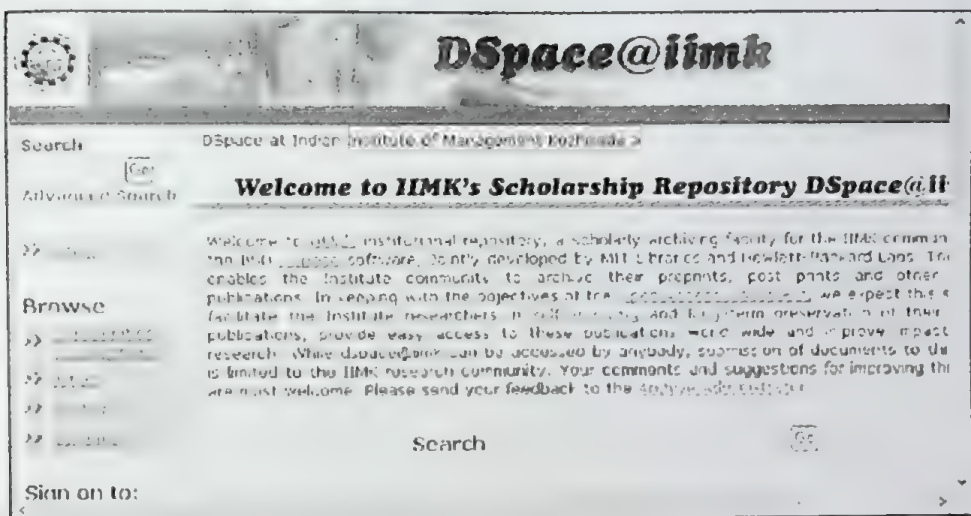 DSpace@iimk
Search
DSpace at Indian Institute of Management Kozhikode >
Go
Advanced Search
Welcome to IIMK's Scholarship Repository DSpace@ii
Welcome to institutional repository, a scholarly archiving facility for the IIMK commun
the software, jointly developed by MIT Libraries and Hewlett-Packard Labs. The
enables the Institute community to archive their preprints, post prints and other
publications. In keeping with the objectives of the we expect this s
Browse
facilitate the Institute researchers in and long-term preservation of their
publications, provide easy access to these publications world wide and improve impact
research. While dspace@iimk can be accessed by anybody, submission of documents to
is limited to the IIMK research community. Your comments and suggestions for improving thi
are most welcome. Please send your feedback to the
Search
Go
Sign on to: